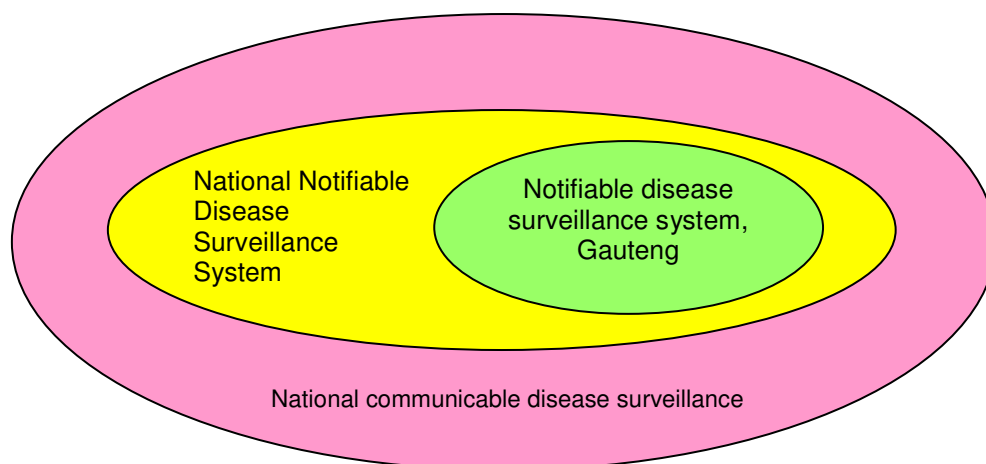 National Notifiable
Disease
Surveillance
System
Notifiable disease
surveillance system,
Gauteng
National communicable disease surveillance